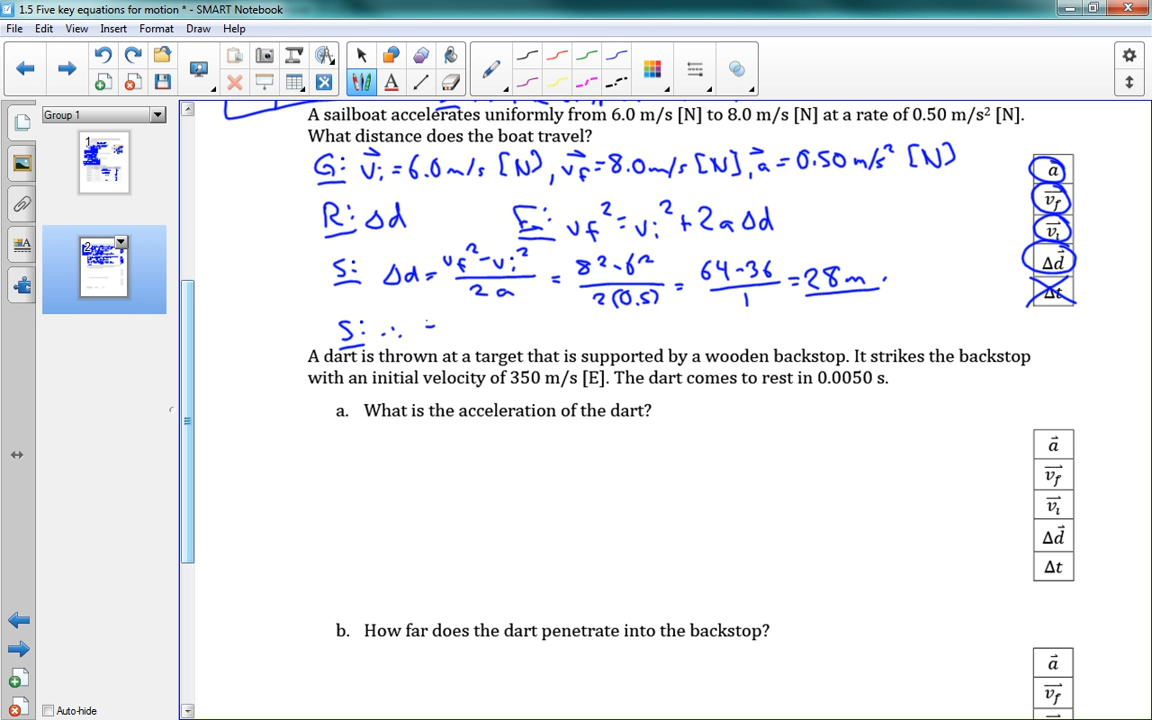 1.5 Five key equations for motion * - SMART Notebook
File Edit View Insert Format Draw Help
Group 1
1
2
A sailboat accelerates uniformly from 6.0 m/s [N] to 8.0 m/s [N] at a rate of 0.50 m/s² [N].
What distance does the boat travel?
G: v⃗i = 6.0 m/s [N], v⃗f = 8.0 m/s [N], a⃗ = 0.50 m/s² [N]
R: Δd E: vf² = vi² + 2aΔd
S: Δd = vf² - vi² / 2a = 8² - 6² / 2(0.5) = 64 - 36 / 1 = 28m
S: ∴
a⃗
v⃗f
v⃗i
Δd⃗
Δt
A dart is thrown at a target that is supported by a wooden backstop. It strikes the backstop
with an initial velocity of 350 m/s [E]. The dart comes to rest in 0.0050 s.
a. What is the acceleration of the dart?
a⃗
v⃗f
v⃗i
Δd⃗
Δt
b. How far does the dart penetrate into the backstop?
a⃗
v⃗f
Auto-hide